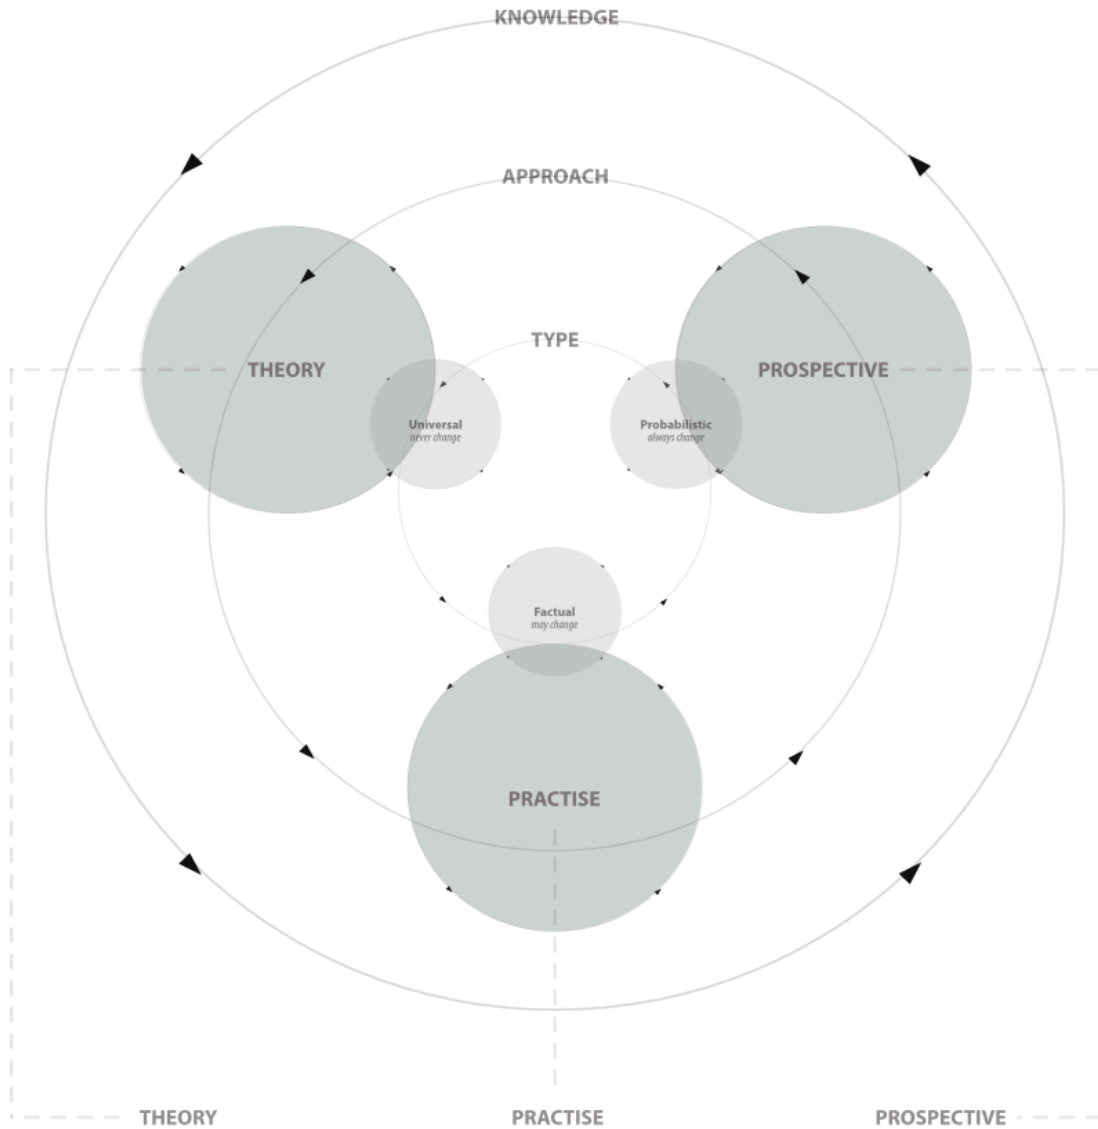 KNOWLEDGE
APPROACH
TYPE
THEORY
PROSPECTIVE
Universal
never change
Probabilistic
always change
Factual
may change
PRACTISE
THEORY
PRACTISE
PROSPECTIVE